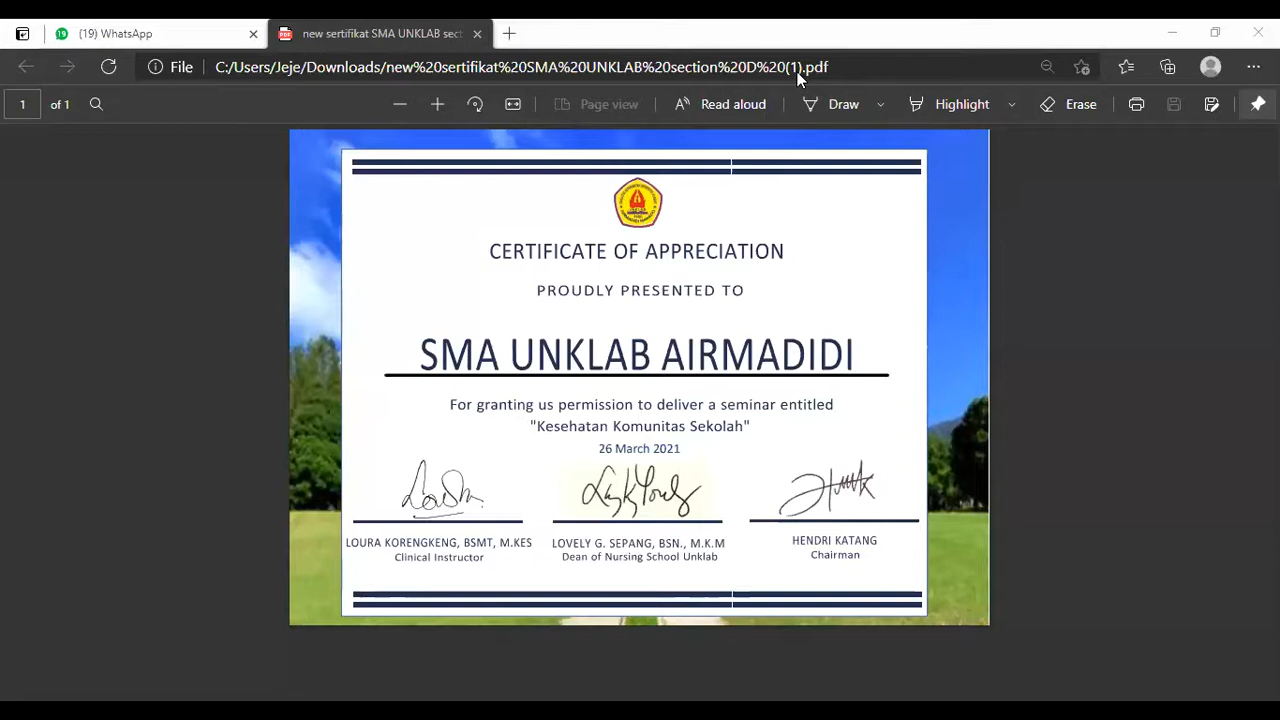 (19) WhatsApp
new sertifikat SMA UNKLAB sect
File
C:/Users/Jeje/Downloads/new%20sertifikat%20SMA%20UNKLAB%20section%20D%20(1).pdf
1 of 1
Page view
Read aloud
Draw
Highlight
Erase
CERTIFICATE OF APPRECIATION
PROUDLY PRESENTED TO
SMA UNKLAB AIRMADIDI
For granting us permission to deliver a seminar entitled
"Kesehatan Komunitas Sekolah"
26 March 2021
LOURA KORENGKENG, BSMT, M.KES
Clinical Instructor
LOVELY G. SEPANG, BSN., M.K.M
Dean of Nursing School Unklab
HENDRI KATANG
Chairman